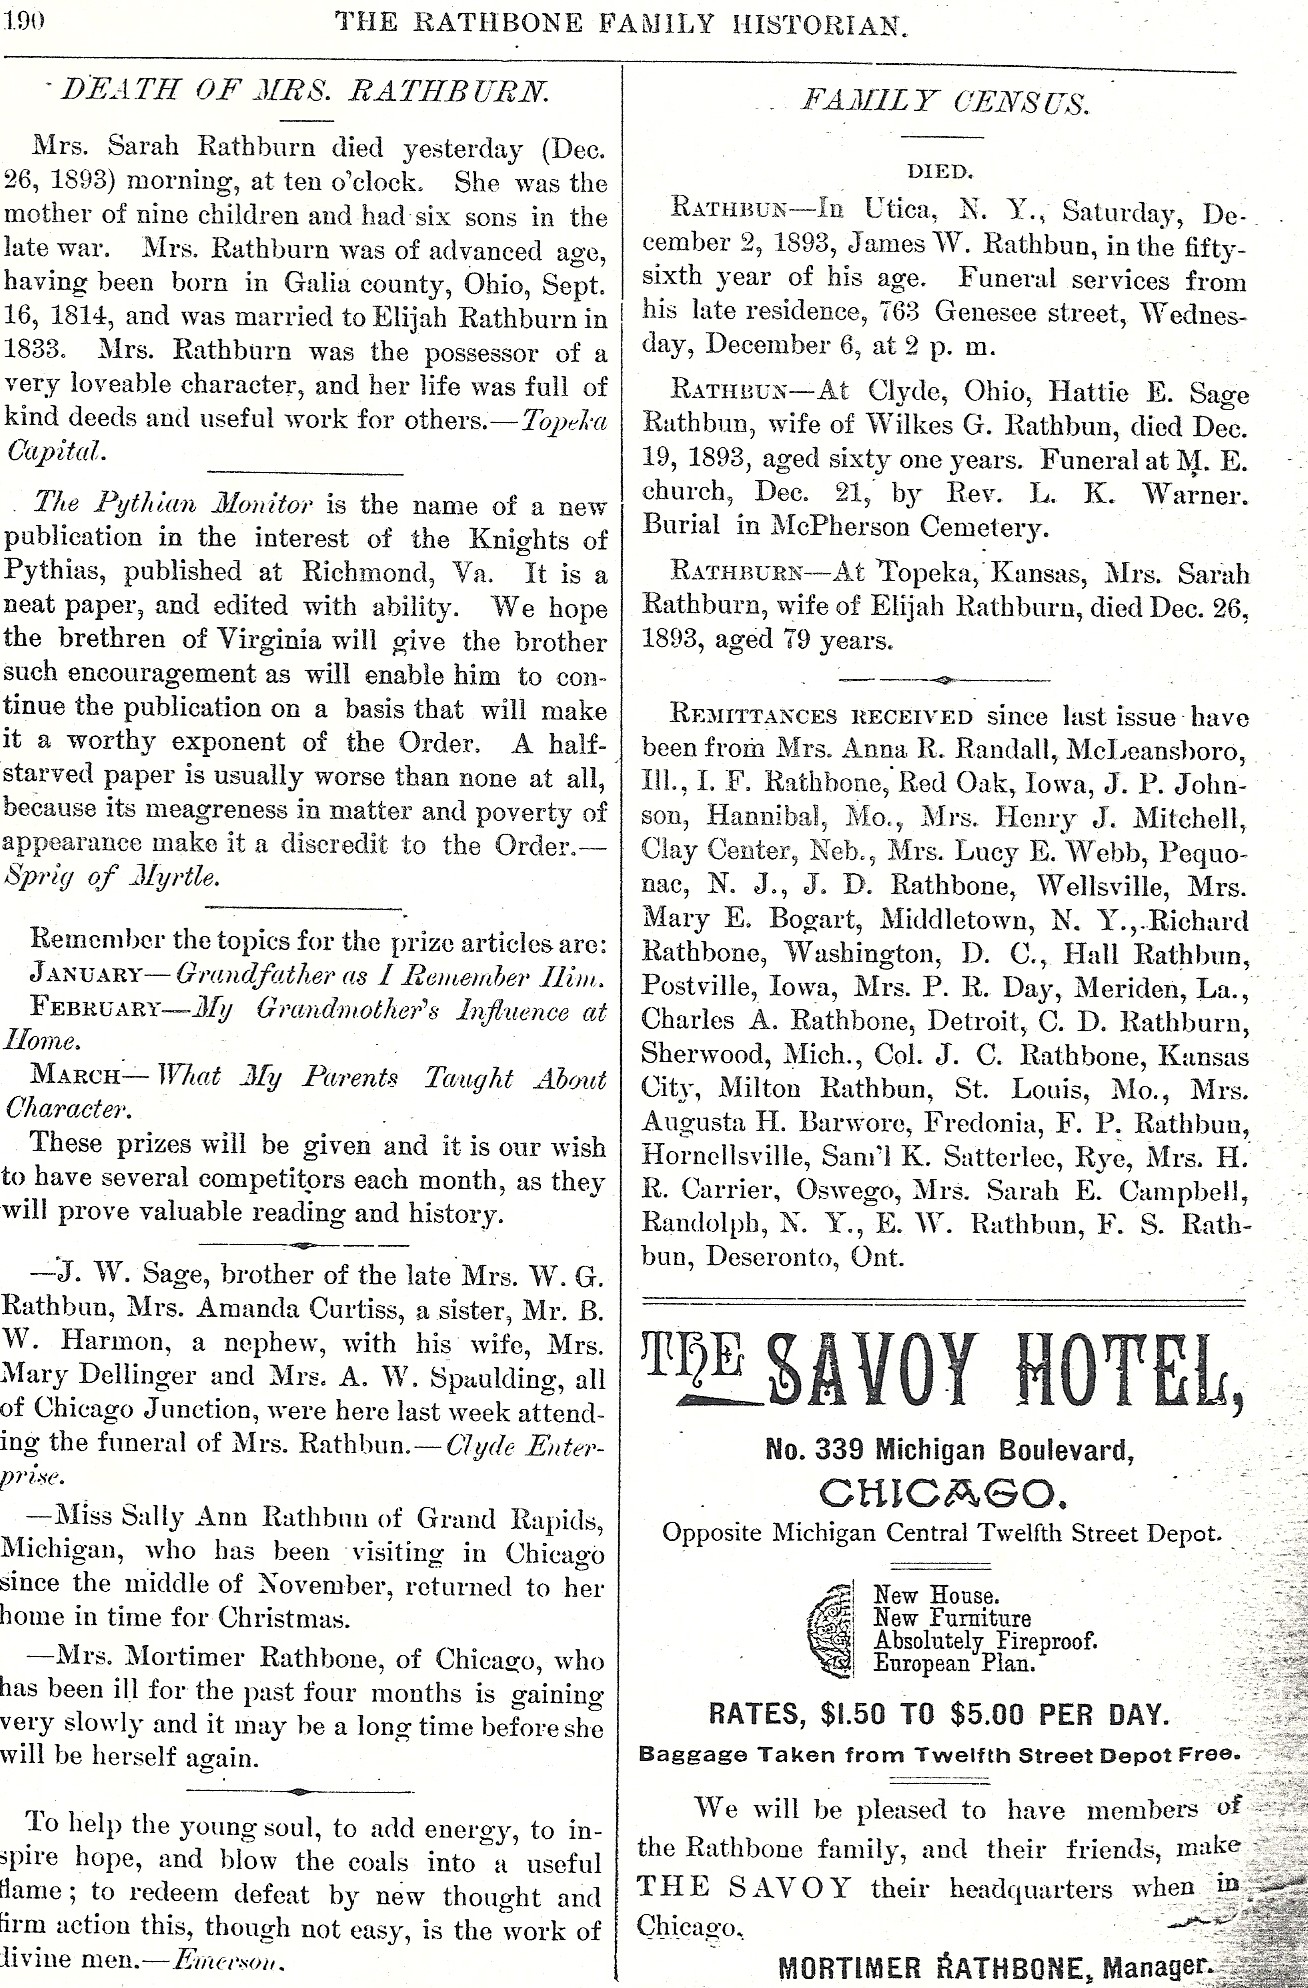 190
THE RATHBONE FAMILY HISTORIAN.
DEATH OF MRS. RATHBURN.
Mrs. Sarah Rathburn died yesterday (Dec.
26, 1893) morning, at ten o'clock. She was the
mother of nine children and had six sons in the
late war. Mrs. Rathburn was of advanced age,
having been born in Galia county, Ohio, Sept.
16, 1814, and was married to Elijah Rathburn in
1833. Mrs. Rathburn was the possessor of a
very loveable character, and her life was full of
kind deeds and useful work for others.—Topeka
Capital.
The Pythian Monitor is the name of a new
publication in the interest of the Knights of
Pythias, published at Richmond, Va. It is a
neat paper, and edited with ability. We hope
the brethren of Virginia will give the brother
such encouragement as will enable him to con-
tinue the publication on a basis that will make
it a worthy exponent of the Order. A half-
starved paper is usually worse than none at all,
because its meagreness in matter and poverty of
appearance make it a discredit to the Order.—
Sprig of Myrtle.
Remember the topics for the prize articles are:
JANUARY—Grandfather as I Remember Him.
FEBRUARY—My Grandmother's Influence at
Home.
MARCH—What My Parents Taught About
Character.
These prizes will be given and it is our wish
to have several competitors each month, as they
will prove valuable reading and history.
—J. W. Sage, brother of the late Mrs. W. G.
Rathbun, Mrs. Amanda Curtiss, a sister, Mr. B.
W. Harmon, a nephew, with his wife, Mrs.
Mary Dellinger and Mrs. A. W. Spaulding, all
of Chicago Junction, were here last week attend-
ing the funeral of Mrs. Rathbun.—Clyde Enter-
prise.
—Miss Sally Ann Rathbun of Grand Rapids,
Michigan, who has been visiting in Chicago
since the middle of November, returned to her
home in time for Christmas.
—Mrs. Mortimer Rathbone, of Chicago, who
has been ill for the past four months is gaining
very slowly and it may be a long time before she
will be herself again.
To help the young soul, to add energy, to in-
spire hope, and blow the coals into a useful
flame; to redeem defeat by new thought and
firm action this, though not easy, is the work of
divine men.—Emerson.
FAMILY CENSUS.
DIED.
RATHBUN—In Utica, N. Y., Saturday, De-
cember 2, 1893, James W. Rathbun, in the fifty-
sixth year of his age. Funeral services from
his late residence, 763 Genesee street, Wednes-
day, December 6, at 2 p. m.
RATHBUN—At Clyde, Ohio, Hattie E. Sage
Rathbun, wife of Wilkes G. Rathbun, died Dec.
19, 1893, aged sixty one years. Funeral at M. E.
church, Dec. 21, by Rev. L. K. Warner.
Burial in McPherson Cemetery.
RATHBURN—At Topeka, Kansas, Mrs. Sarah
Rathburn, wife of Elijah Rathburn, died Dec. 26,
1893, aged 79 years.
REMITTANCES RECEIVED since last issue have
been from Mrs. Anna R. Randall, McLeansboro,
Ill., I. F. Rathbone, Red Oak, Iowa, J. P. John-
son, Hannibal, Mo., Mrs. Henry J. Mitchell,
Clay Center, Neb., Mrs. Lucy E. Webb, Pequo-
nac, N. J., J. D. Rathbone, Wellsville, Mrs.
Mary E. Bogart, Middletown, N. Y., Richard
Rathbone, Washington, D. C., Hall Rathbun,
Postville, Iowa, Mrs. P. R. Day, Meriden, La.,
Charles A. Rathbone, Detroit, C. D. Rathburn,
Sherwood, Mich., Col. J. C. Rathbone, Kansas
City, Milton Rathbun, St. Louis, Mo., Mrs.
Augusta H. Barwore, Fredonia, F. P. Rathbun,
Hornellsville, Sam'l K. Satterlee, Rye, Mrs. H.
R. Carrier, Oswego, Mrs. Sarah E. Campbell,
Randolph, N. Y., E. W. Rathbun, F. S. Rath-
bun, Deseronto, Ont.
THE SAVOY HOTEL,
No. 339 Michigan Boulevard,
CHICAGO.
Opposite Michigan Central Twelfth Street Depot.
New House.
New Furniture
Absolutely Fireproof.
European Plan.
RATES, $1.50 TO $5.00 PER DAY.
Baggage Taken from Twelfth Street Depot Free.
We will be pleased to have members of
the Rathbone family, and their friends, make
THE SAVOY their headquarters when in
Chicago.
MORTIMER RATHBONE, Manager.